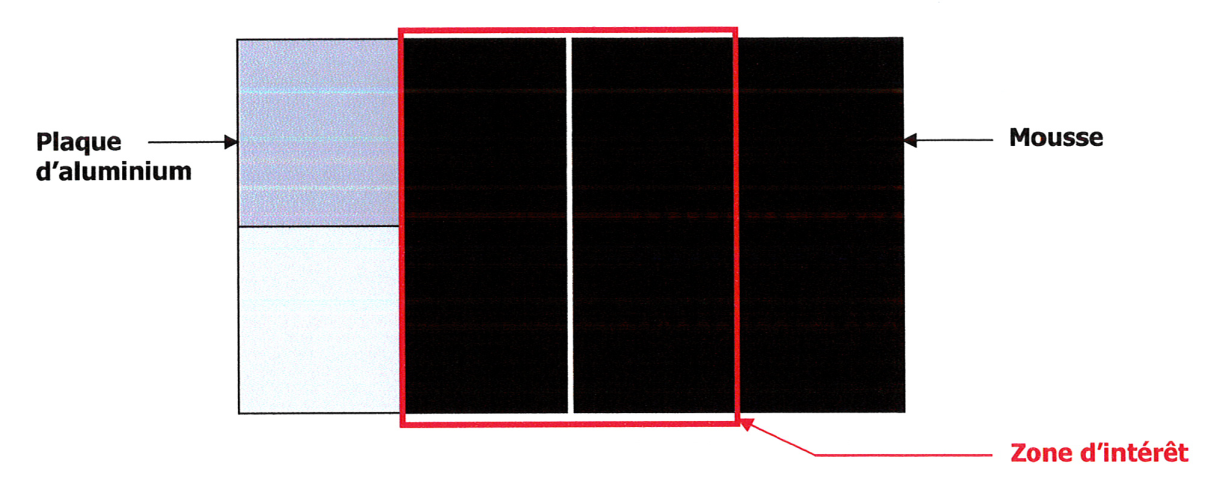 Plaque
d'aluminium
Mousse
Zone d'intérêt